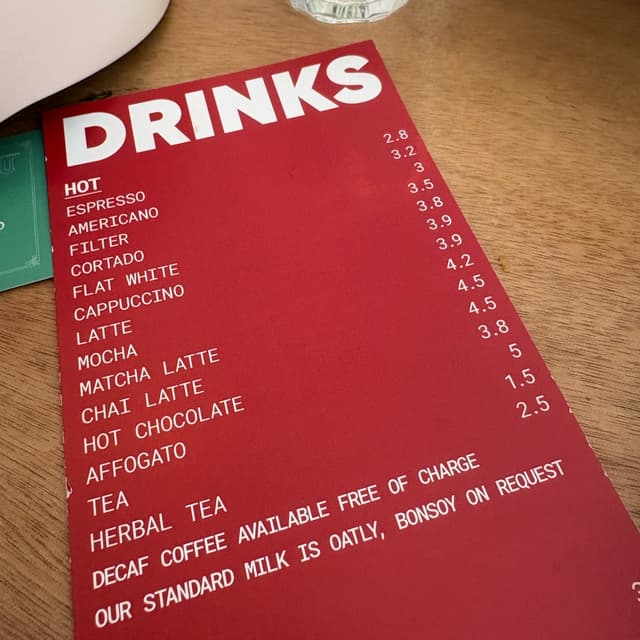 DRINKS
HOT
ESPRESSO 2.8
AMERICANO 3.2
FILTER 3
CORTADO 3.5
FLAT WHITE 3.8
CAPPUCCINO 3.9
LATTE 3.9
MOCHA 4.2
MATCHA LATTE 4.5
CHAI LATTE 4.5
HOT CHOCOLATE 3.8
AFFOGATO 5
TEA 1.5
HERBAL TEA 2.5
DECAF COFFEE AVAILABLE FREE OF CHARGE
OUR STANDARD MILK IS OATLY, BONSOY ON REQUEST